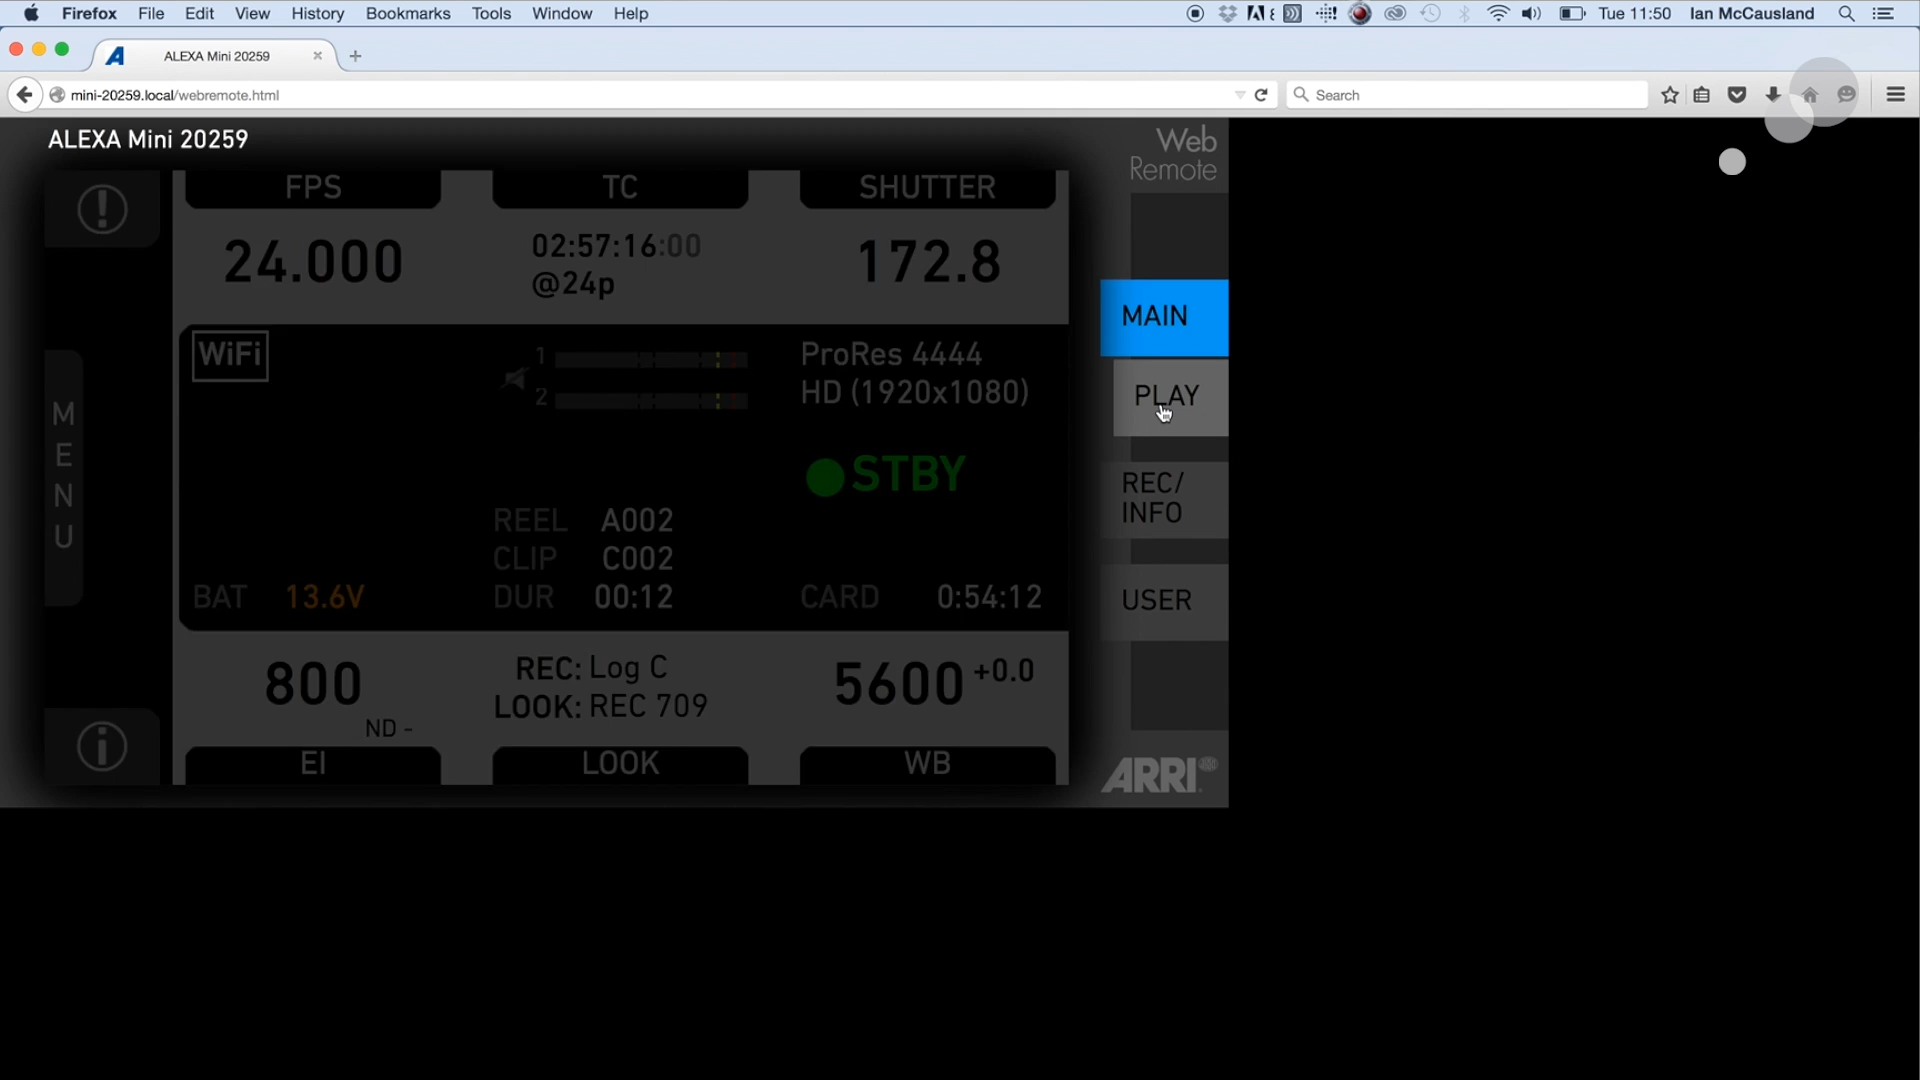 Firefox File Edit View History Bookmarks Tools Window Help Tue 11:50 Ian McCausland
ALEXA Mini 20259
mini-20259.local/webremote.html Search
ALEXA Mini 20259
Web
Remote
FPS TC SHUTTER
24.000 02:57:16:00 172.8
@24p
MAIN
WiFi 1 ProRes 4444
2 HD (1920x1080)
PLAY
MENU
STBY
REC/
INFO
REEL A002
CLIP C002
BAT 13.6V DUR 00:12 CARD 0:54:12
USER
800 REC: Log C 5600 +0.0
LOOK: REC 709
ND -
EI LOOK WB
ARRI